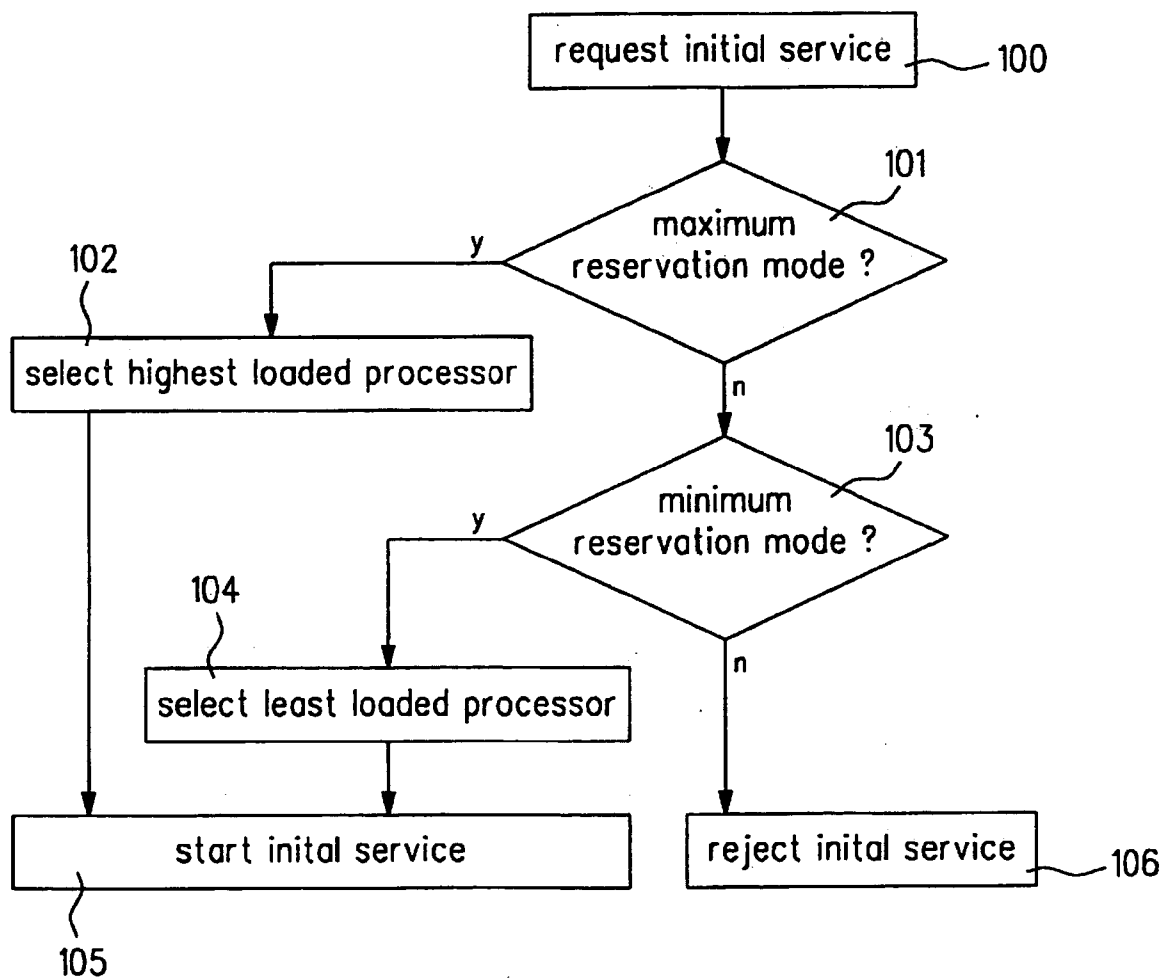 request initial service
100
101
maximum
reservation mode ?
y
102
select highest loaded processor
n
103
minimum
reservation mode ?
y
104
n
select least loaded processor
start inital service
reject inital service
106
105